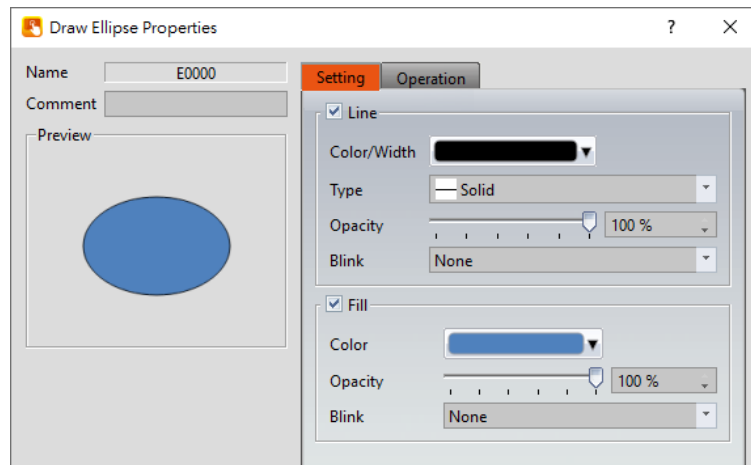 Draw Ellipse Properties
?
Name E0000
Comment
Preview
Setting Operation
Line
Color/Width
Type Solid
Opacity 100 %
Blink None
Fill
Color
Opacity 100 %
Blink None